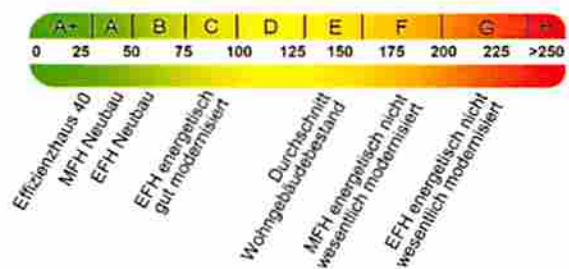 A+ A B C D E F G H
0 25 50 75 100 125 150 175 200 225 >250
Effizienzhaus 40
MFH Neubau
EFH Neubau
EFH energetisch
gut modernisiert
Durchschnitt
Wohngebäudebestand
MFH energetisch nicht
wesentlich modernisiert
EFH energetisch nicht
wesentlich modernisiert